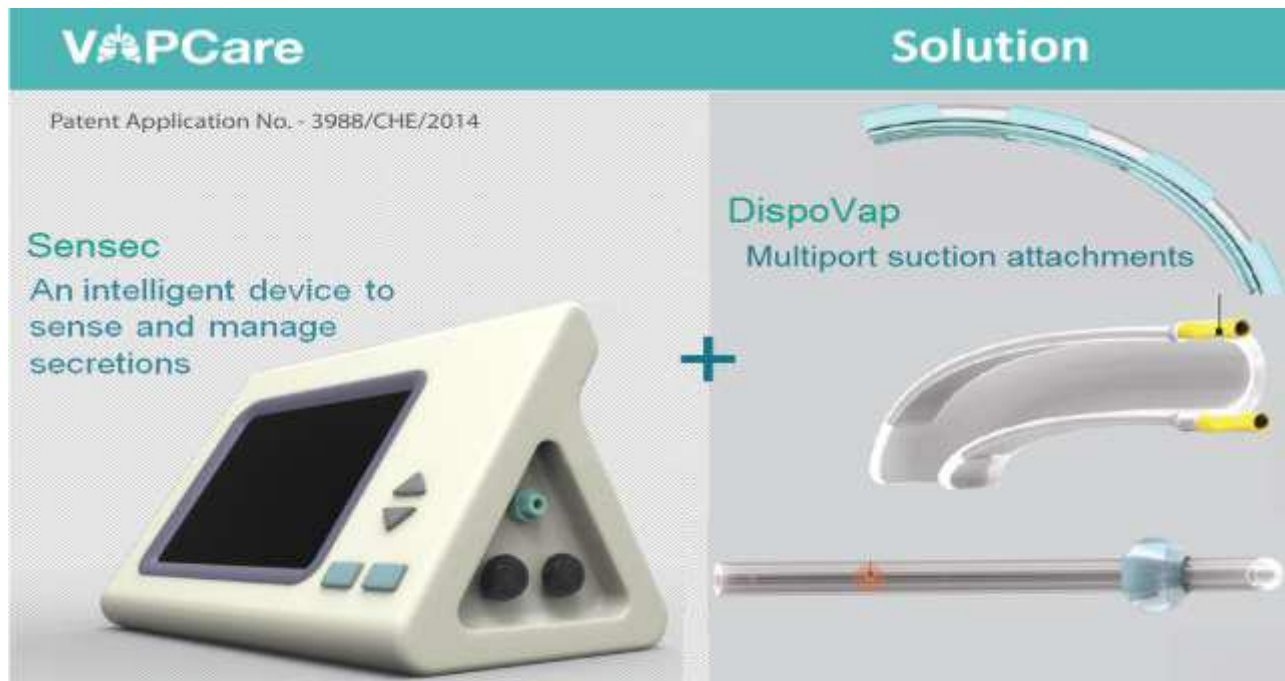 VAPCare
Solution
Patent Application No. - 3988/CHE/2014
Sensec
An intelligent device to
sense and manage
secretions
+
DispoVap
Multiport suction attachments